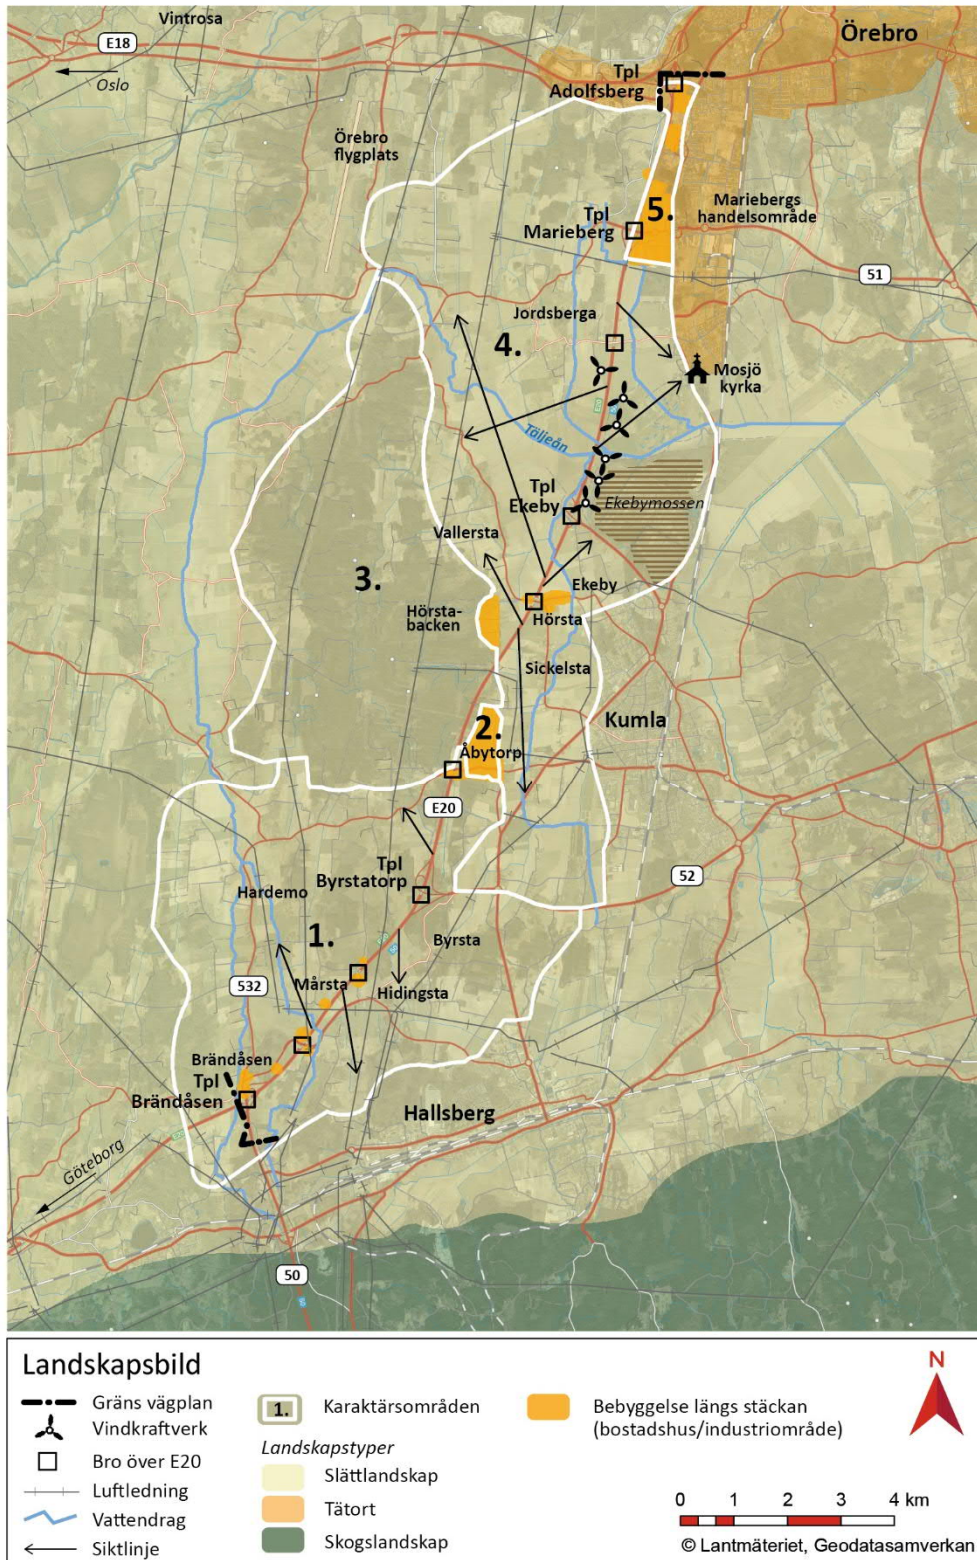 Vintrosa
Örebro
E18
Oslo
Tpl
Adolfsberg
Örebro
flygplats
5.
Mariebergs
handelsområde
Tpl
Marieberg
51
Jordsberga
4.
Mosjö
kyrka
E20
Täljeån
Tpl
Ekeby
Ekebymossen
Vallersta
3.
Ekeby
Hörsta-
backen
Hörsta
Sickelsta
2.
Kumla
Åbytorp
E20
Tpl
Byrstatorp
52
Hardemo
1.
Byrsta
532
Mårsta
Hidingsta
Brändåsen
Tpl
Brändåsen
Hallsberg
Göteborg
50
Landskapsbild
Gräns vägplan
Vindkraftverk
Bro över E20
Luftledning
Vattendrag
Siktlinje
1.
Karaktärsområden
Landskapstyper
Slättlandskap
Tätort
Skogslandskap
Bebyggelse längs stäckan
(bostadshus/industriområde)
N
0 1 2 3 4 km
© Lantmäteriet, Geodatasamverkan